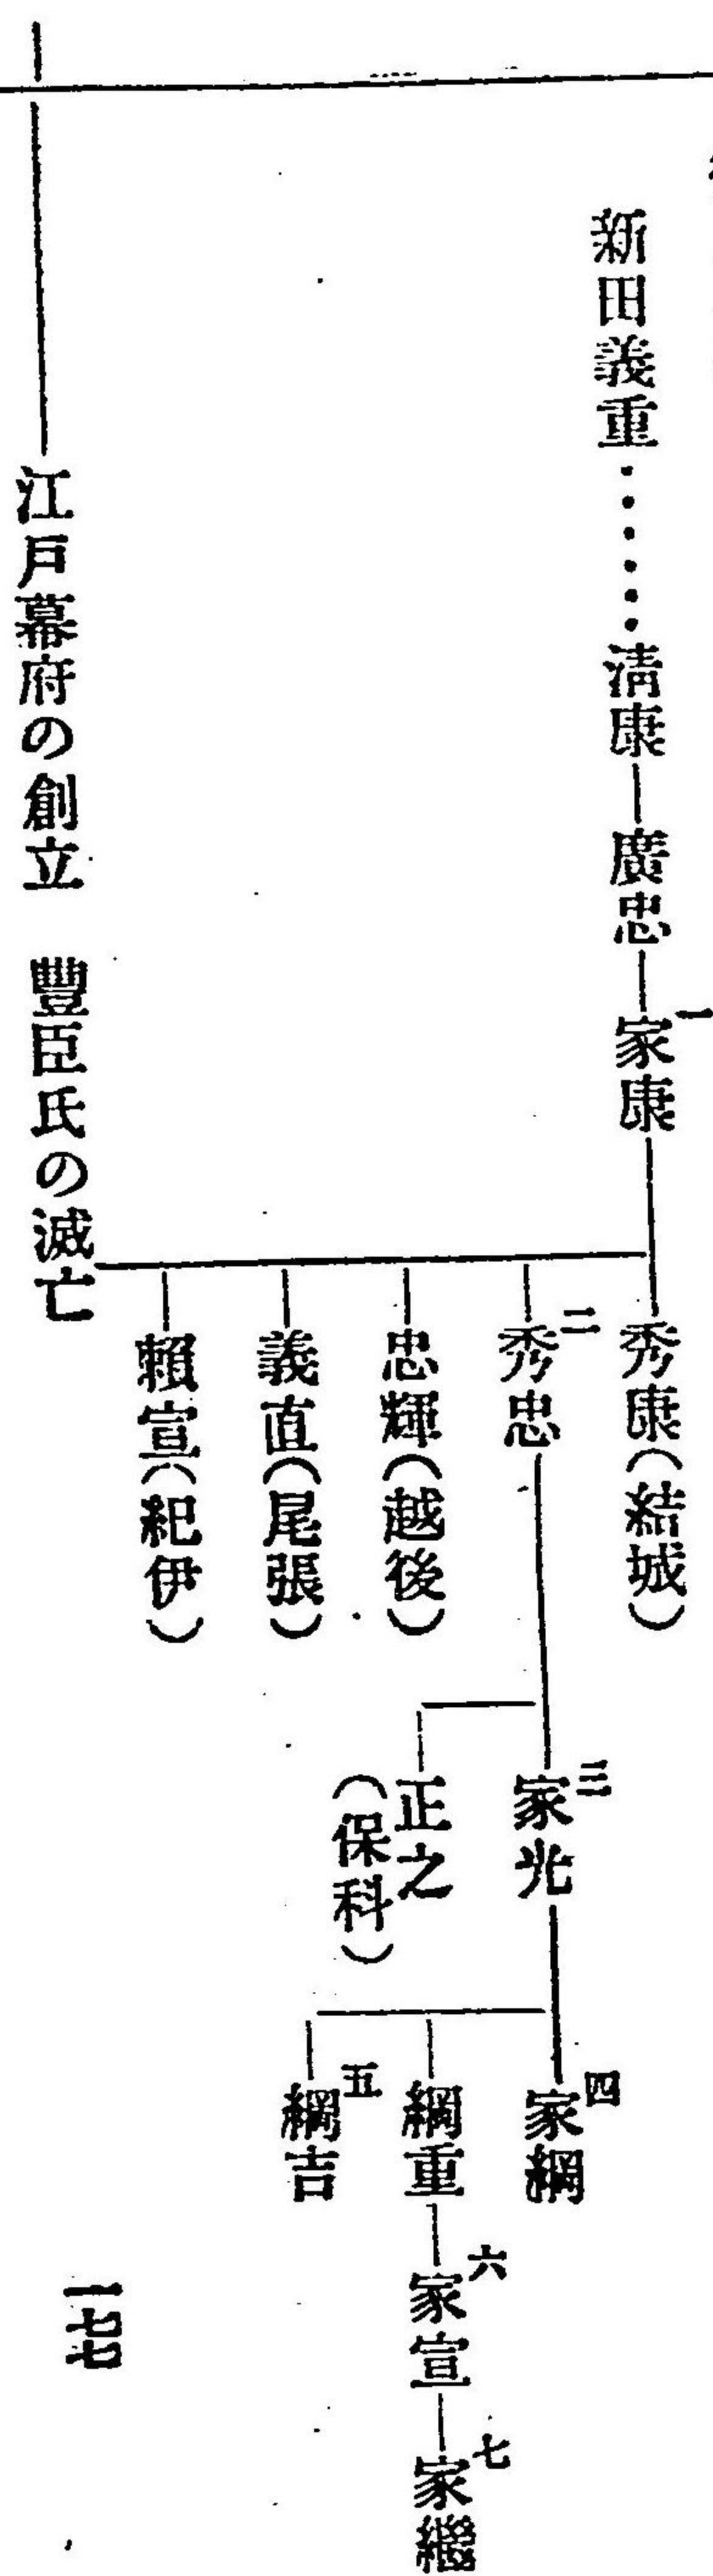 新田義重……淸康―廣忠―家康一
秀康(結城)
秀忠二
忠輝(越後)
義直(尾張)
賴宣(紀伊)
家光三
正之
(保科)
家綱四
綱重―家宣六―家繼七
綱吉五
江戶幕府の創立 豐臣氏の滅亡
一七七